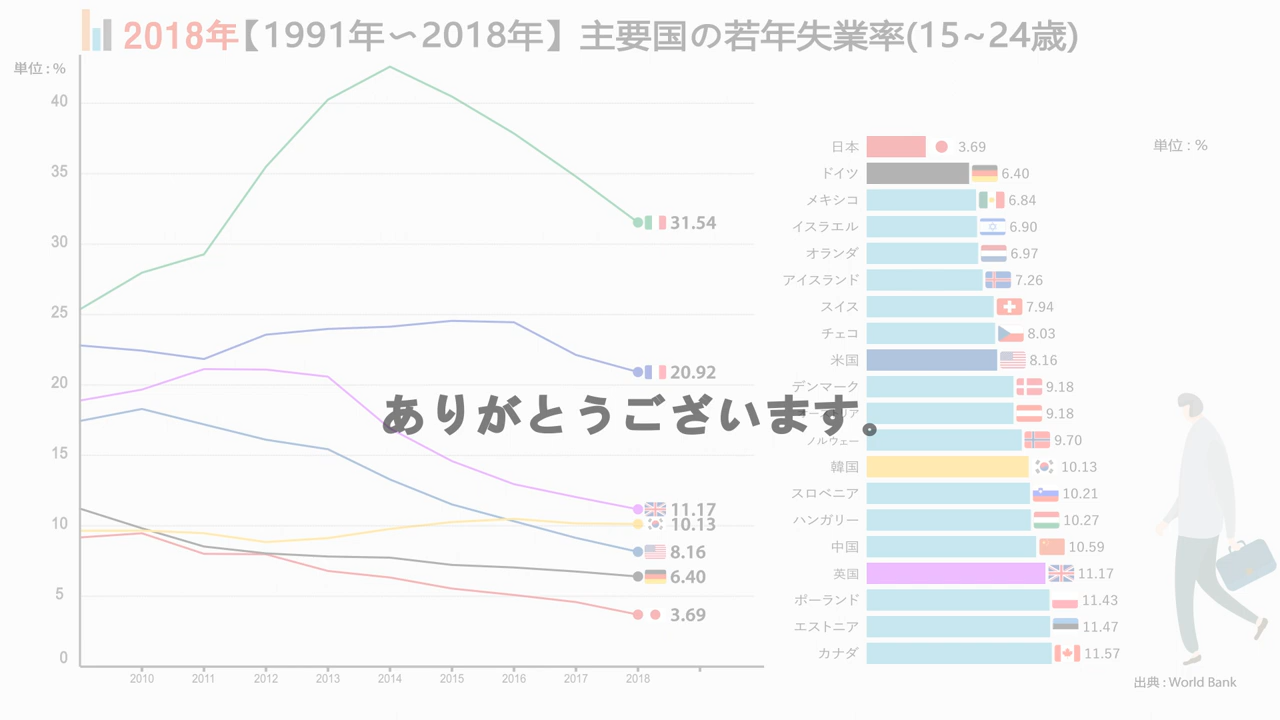 2018年【1991年〜2018年】主要国の若年失業率(15~24歳)
単位 : %
40
35
30
25
20
15
10
5
0
2010 2011 2012 2013 2014 2015 2016 2017 2018
31.54
20.92
11.17
10.13
8.16
6.40
3.69
単位 : %
日本 3.69
ドイツ 6.40
メキシコ 6.84
イスラエル 6.90
オランダ 6.97
アイスランド 7.26
スイス 7.94
チェコ 8.03
米国 8.16
デンマーク 9.18
オーストリア 9.18
ノルウェー 9.70
韓国 10.13
スロベニア 10.21
ハンガリー 10.27
中国 10.59
英国 11.17
ポーランド 11.43
エストニア 11.47
カナダ 11.57
ありがとうございます。
出典 : World Bank